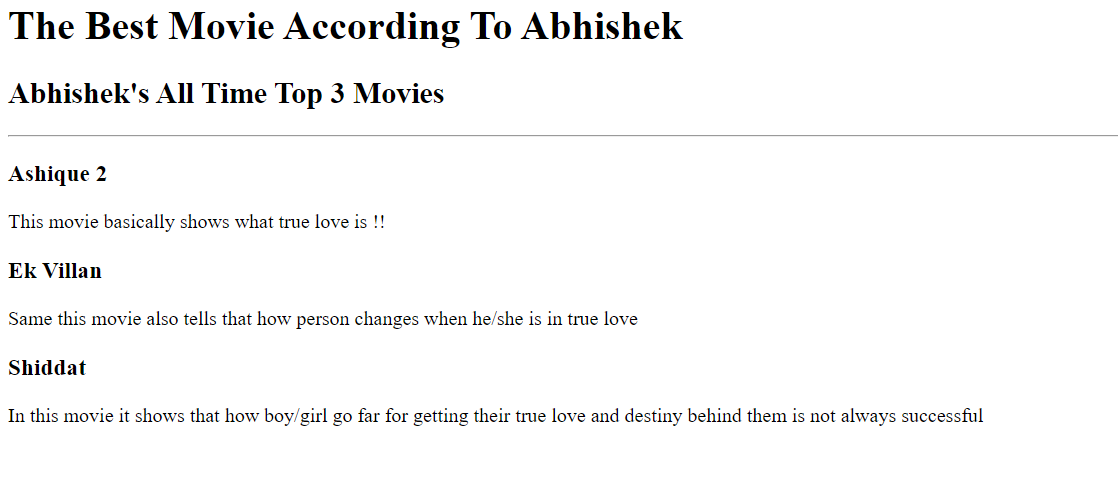 The Best Movie According To Abhishek
Abhishek's All Time Top 3 Movies
Ashique 2
This movie basically shows what true love is !!
Ek Villan
Same this movie also tells that how person changes when he/she is in true love
Shiddat
In this movie it shows that how boy/girl go far for getting their true love and destiny behind them is not always successful